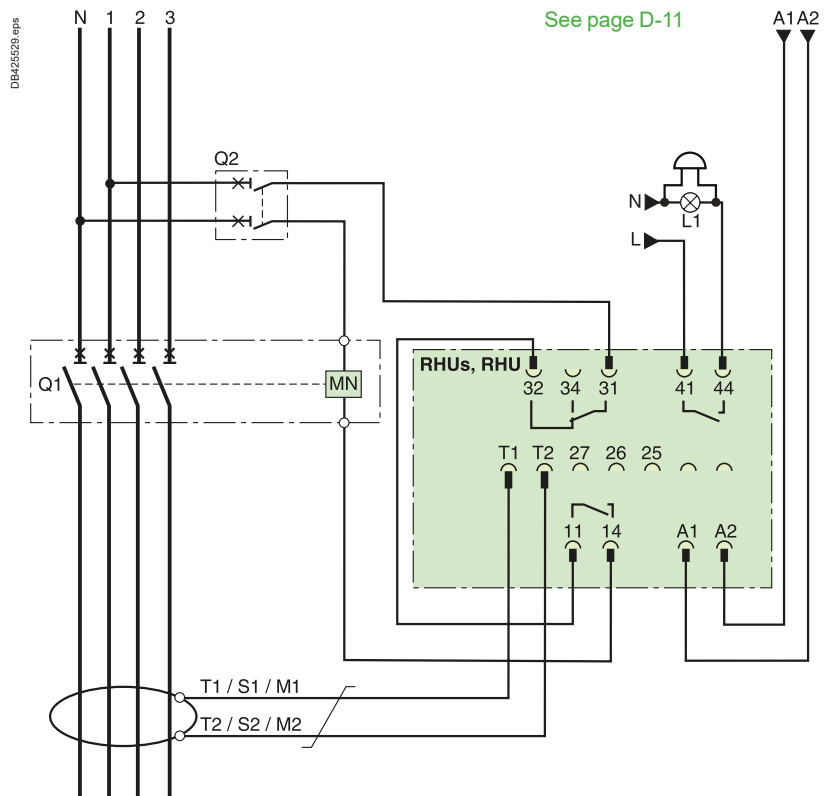 DB425529.eps
N 1 2 3
See page D-11
A1 A2
Q2
N
L1
L
RHUs, RHU
32 34 31 41 44
Q1
MN
T1 T2 27 26 25
11 14 A1 A2
T1 / S1 / M1
T2 / S2 / M2